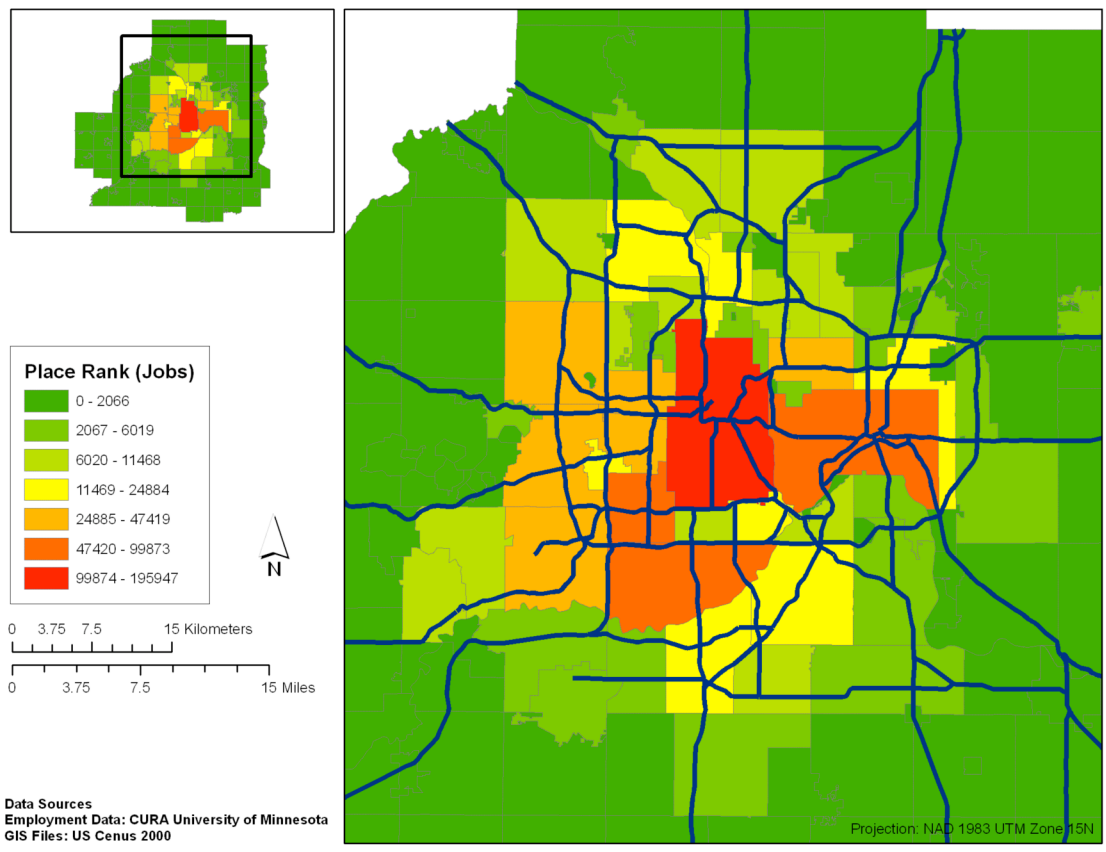 Place Rank (Jobs)
0 - 2066
2067 - 6019
6020 - 11468
11469 - 24884
24885 - 47419
47420 - 99873
99874 - 195947
N
0 3.75 7.5 15 Kilometers
0 3.75 7.5 15 Miles
Data Sources
Employment Data: CURA University of Minnesota
GIS Files: US Cenus 2000
Projection: NAD 1983 UTM Zone 15N